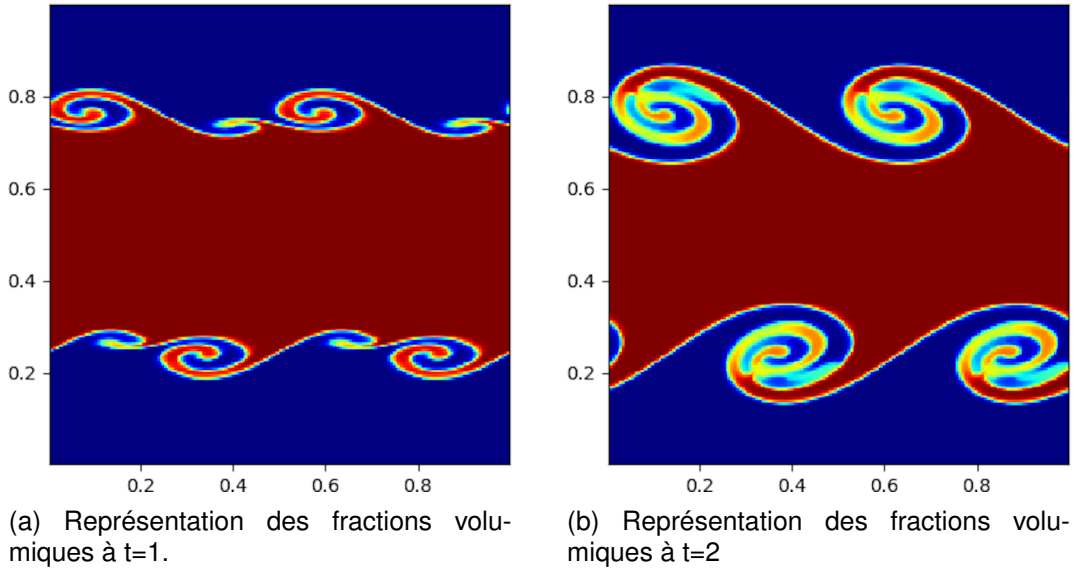 0.8
0.6
0.4
0.2
0.2 0.4 0.6 0.8
(a) Représentation des fractions volu-
miques à t=1.
0.8
0.6
0.4
0.2
0.2 0.4 0.6 0.8
(b) Représentation des fractions volu-
miques à t=2